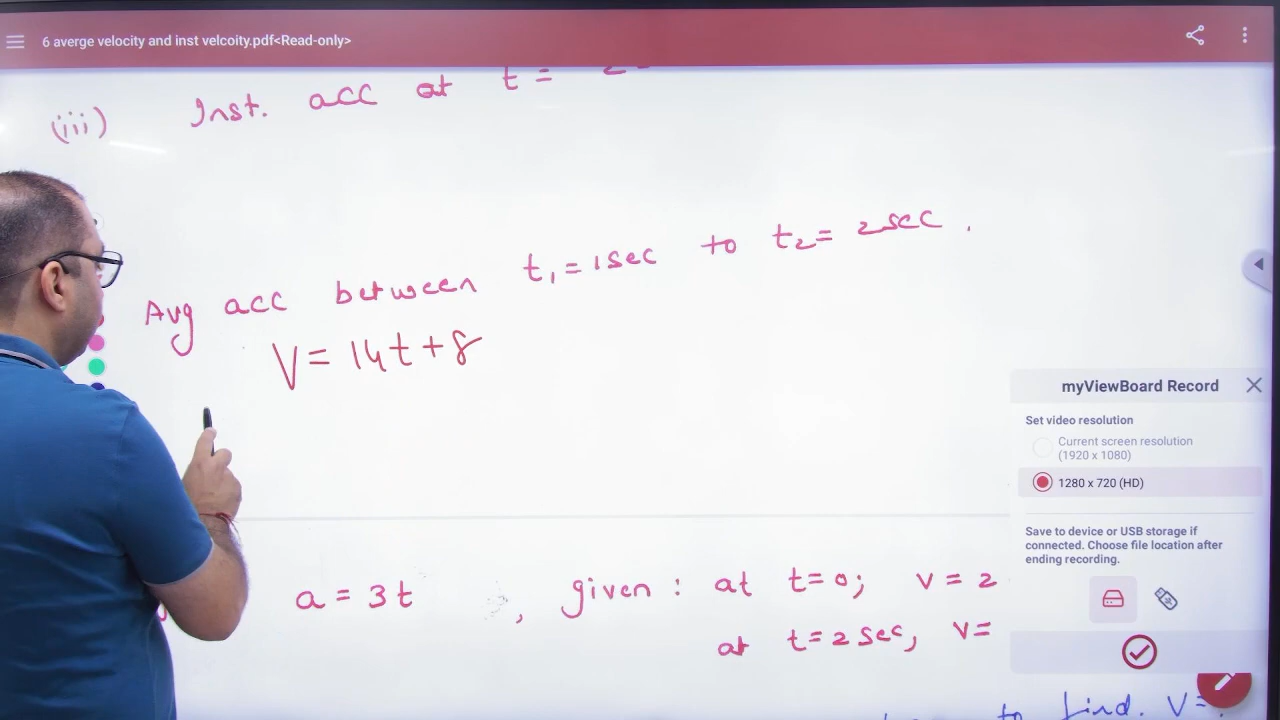 6 averge velocity and inst velcoity.pdf<Read-only>
(iii) Inst. acc at t =
Avg acc between t₁ = 1sec to t₂ = 2sec.
V = 14t + 8
a = 3t , given : at t=0; v = 2
at t=2sec, v=
to find. V=?
myViewBoard Record
Set video resolution
Current screen resolution
(1920 x 1080)
1280 x 720 (HD)
Save to device or USB storage if
connected. Choose file location after
ending recording.